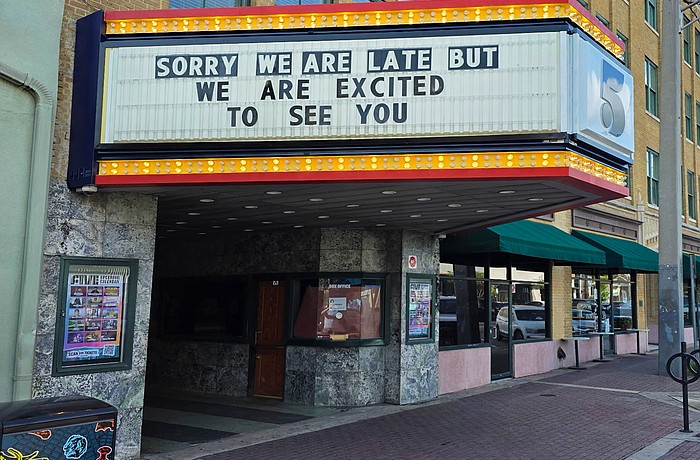 SORRY WE ARE LATE BUT
WE ARE EXCITED
TO SEE YOU
5
BOX OFFICE